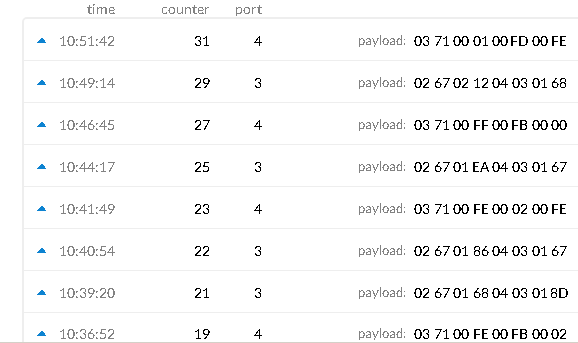 time counter port
10:51:42 31 4 payload: 03 71 00 01 00 FD 00 FE
10:49:14 29 3 payload: 02 67 02 12 04 03 01 68
10:46:45 27 4 payload: 03 71 00 FF 00 FB 00 00
10:44:17 25 3 payload: 02 67 01 EA 04 03 01 67
10:41:49 23 4 payload: 03 71 00 FE 00 02 00 FE
10:40:54 22 3 payload: 02 67 01 86 04 03 01 67
10:39:20 21 3 payload: 02 67 01 68 04 03 01 8D
10:36:52 19 4 payload: 03 71 00 FE 00 FB 00 02